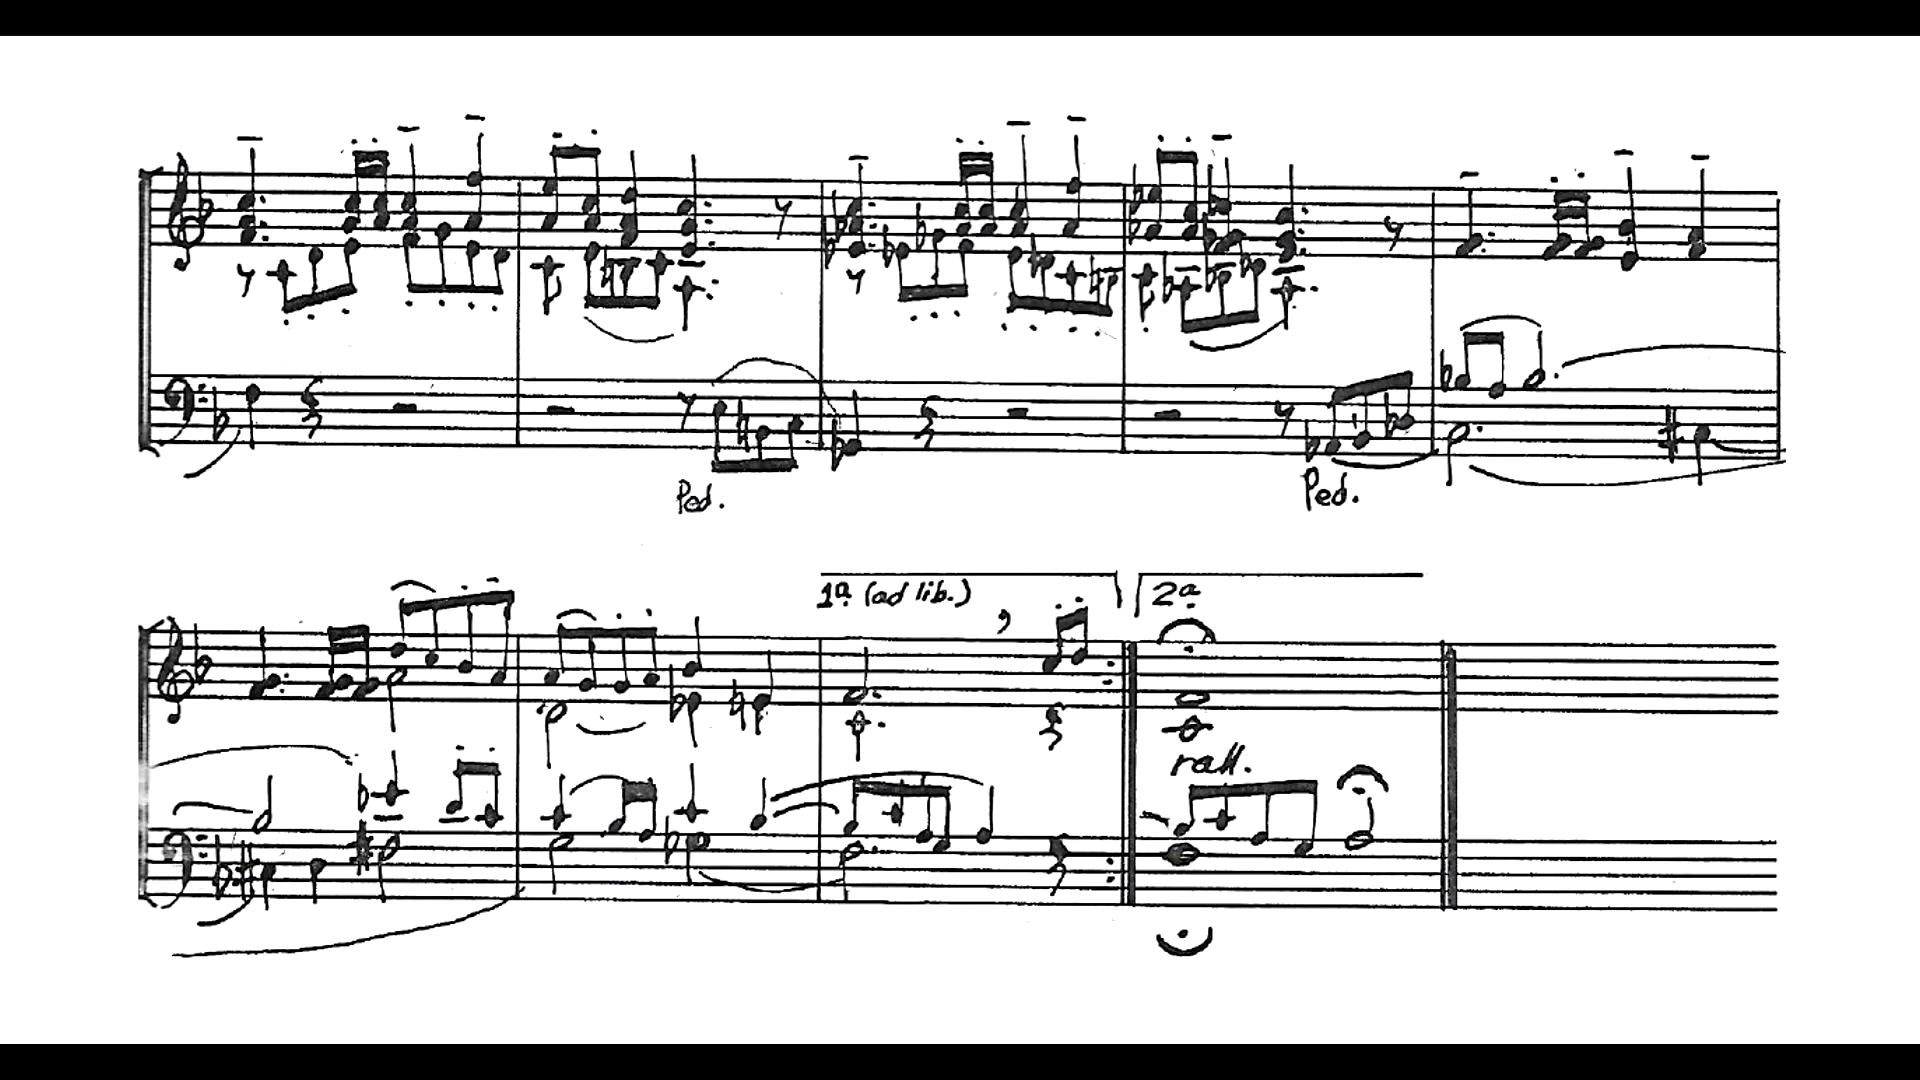 Ped.
Ped.
1ª (ad lib.)
2ª
rall.